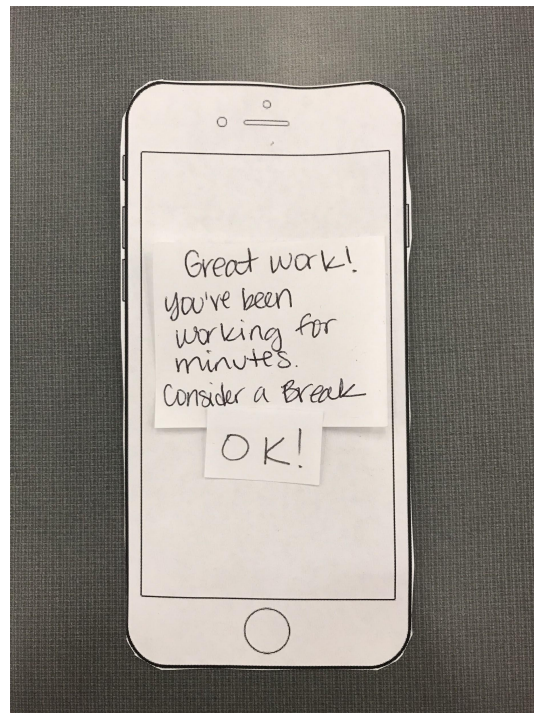 Great work!
You've been
working for
minutes.
Consider a Break
OK!